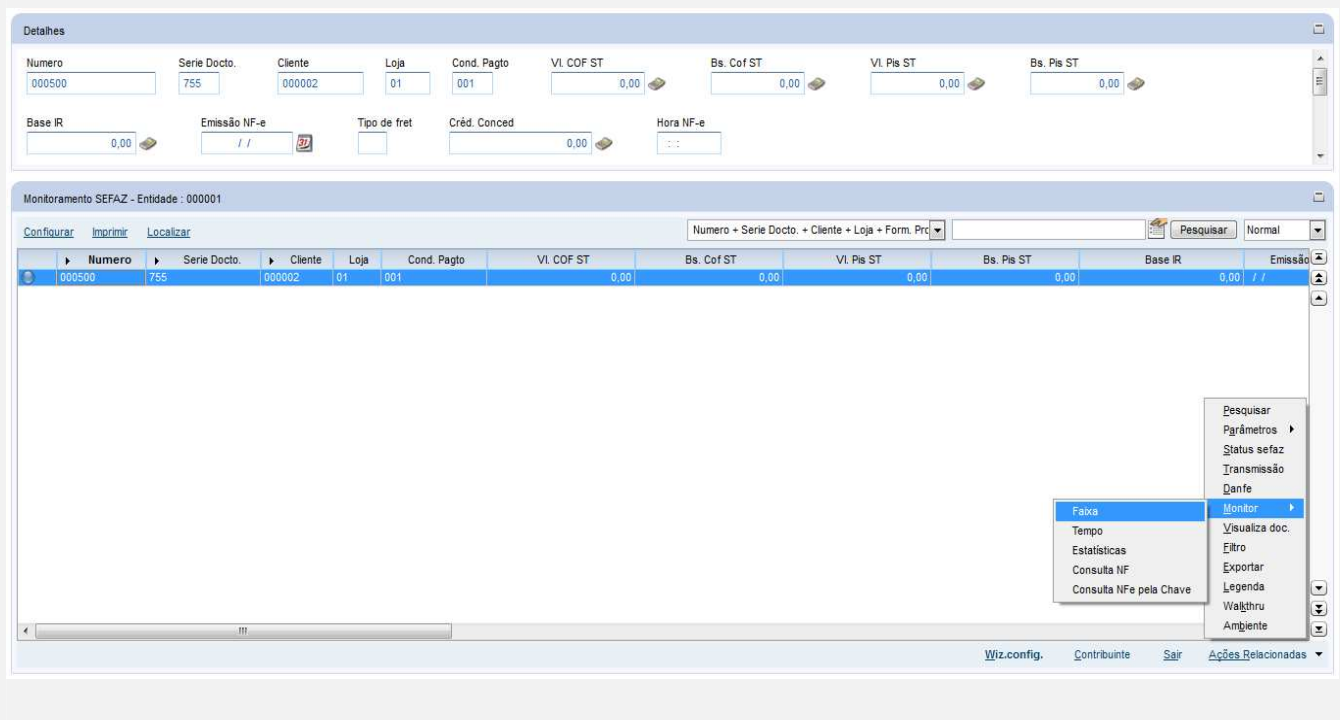 Detalhes
Numero Serie Docto. Cliente Loja Cond. Pagto Vl. COF ST Bs. Cof ST Vl. Pis ST Bs. Pis ST
000500 755 000002 01 001 0,00 0,00 0,00 0,00
Base IR Emissão NF-e Tipo de fret Créd. Conced Hora NF-e
0,00 / / 31 0,00 : :
Monitoramento SEFAZ - Entidade : 000001
Configurar Imprimir Localizar Numero + Serie Docto. + Cliente + Loja + Form. Prc Pesquisar Normal
Numero Serie Docto. Cliente Loja Cond. Pagto Vl. COF ST Bs. Cof ST Vl. Pis ST Bs. Pis ST Base IR Emissão
000500 755 000002 01 001 0,00 0,00 0,00 0,00 0,00 / /
Pesquisar
Parâmetros
Status sefaz
Transmissão
Danfe
Monitor
Visualiza doc.
Filtro
Exportar
Legenda
Walkthru
Ambiente
Faixa
Tempo
Estatísticas
Consulta NF
Consulta NFe pela Chave
Wiz.config. Contribuinte Sair Ações Relacionadas